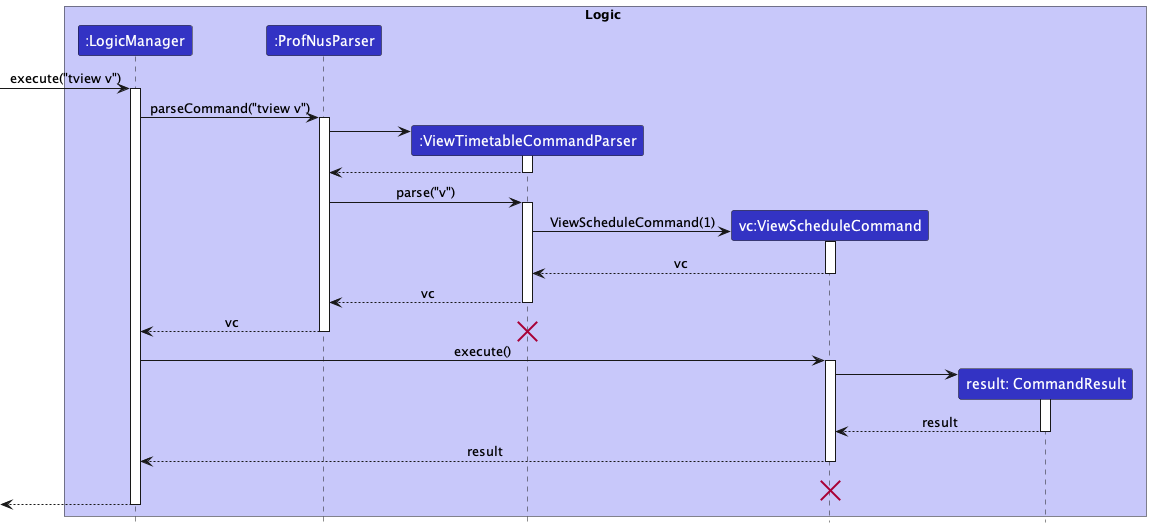 Logic
:LogicManager
:ProfNusParser
execute("tview v")
parseCommand("tview v")
:ViewTimetableCommandParser
parse("v")
ViewScheduleCommand(1)
vc:ViewScheduleCommand
vc
vc
vc
execute()
result: CommandResult
result
result